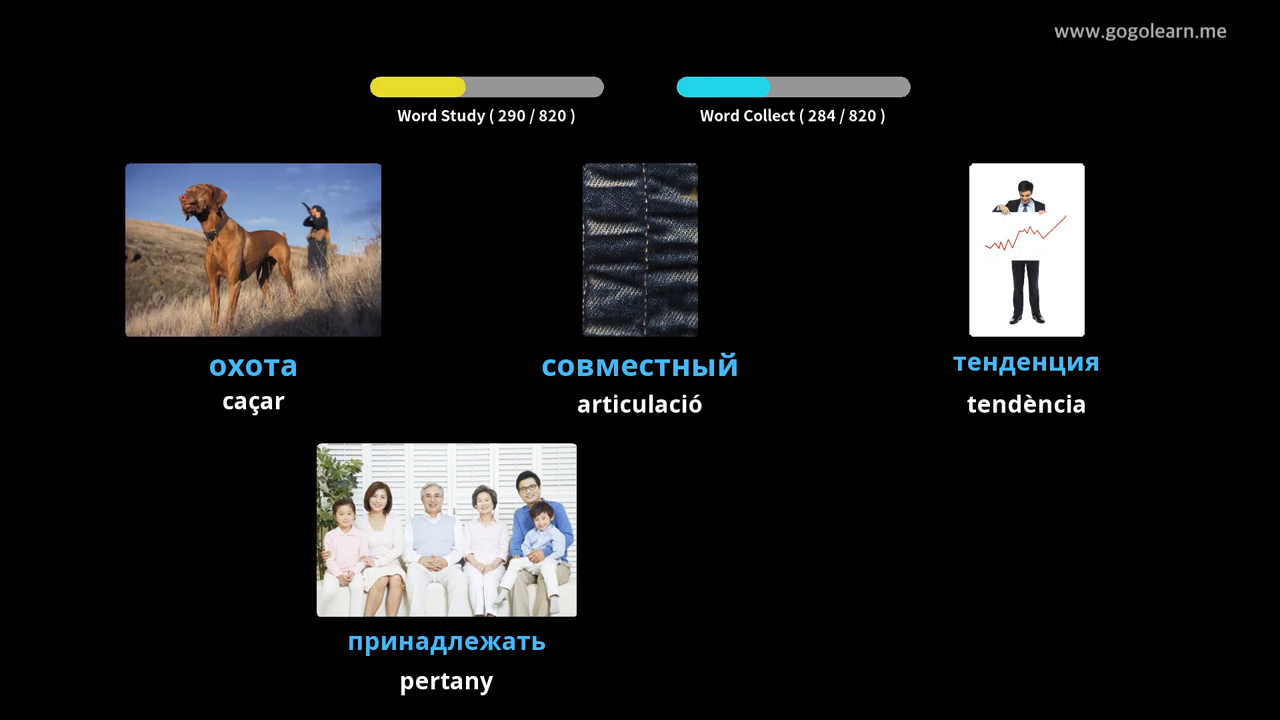 www.gogolearn.me
Word Study ( 290 / 820 )
Word Collect ( 284 / 820 )
охота
caçar
совместный
articulació
тенденция
tendència
принадлежать
pertany